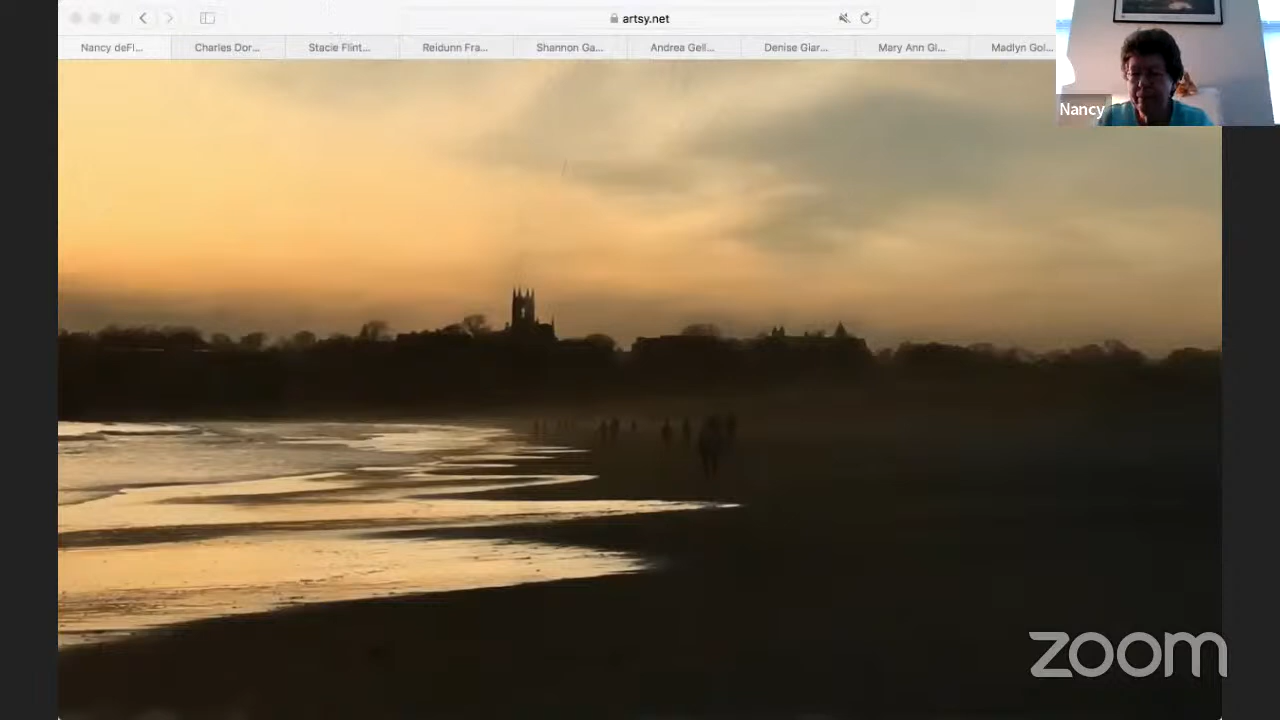 artsy.net
Nancy deFl...
Charles Dor...
Stacie Flint...
Reidunn Fra...
Shannon Ga...
Andrea Gell...
Denise Giar...
Mary Ann Gl...
Madlyn Gol...
Nancy
zoom